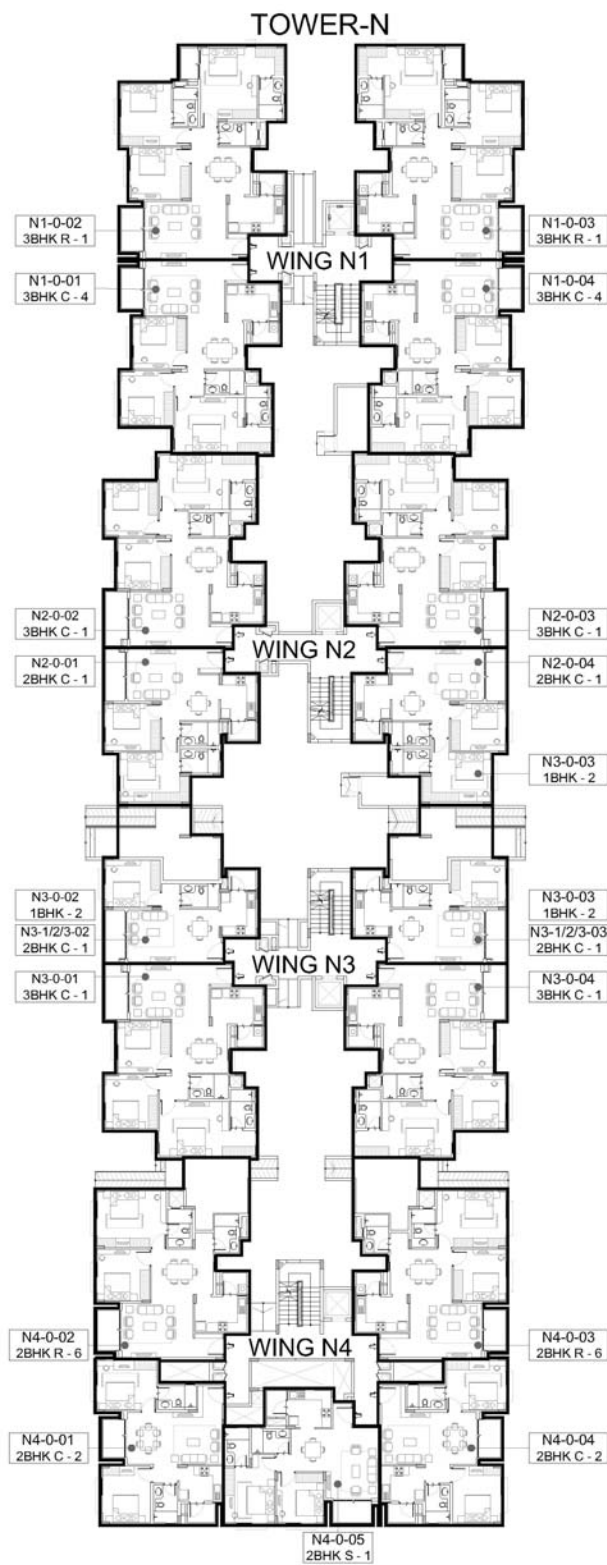 TOWER-N
N1-0-02
3BHK R - 1
N1-0-03
3BHK R - 1
WING N1
N1-0-01
3BHK C - 4
N1-0-04
3BHK C - 4
N2-0-02
3BHK C - 1
N2-0-03
3BHK C - 1
WING N2
N2-0-01
2BHK C - 1
N2-0-04
2BHK C - 1
N3-0-03
1BHK - 2
N3-0-02
1BHK - 2
N3-1/2/3-02
2BHK C - 1
N3-0-03
1BHK - 2
N3-1/2/3-03
2BHK C - 1
WING N3
N3-0-01
3BHK C - 1
N3-0-04
3BHK C - 1
N4-0-02
2BHK R - 6
N4-0-03
2BHK R - 6
WING N4
N4-0-01
2BHK C - 2
N4-0-04
2BHK C - 2
N4-0-05
2BHK S - 1